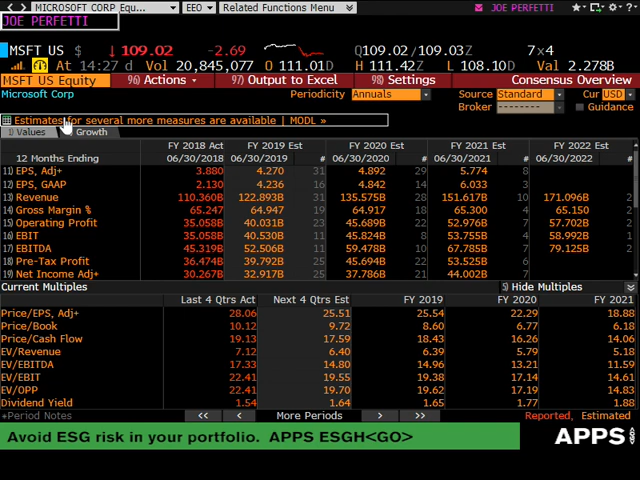 MICROSOFT CORP Equ... EEO Related Functions Menu JOE PERFETTI
JOE PERFETTI
MSFT US $ ↓ 109.02 -2.69 Q109.02/109.03Z 7×4
At 14:27 d Vol 20,845,077 O 111.01D H 111.42Z L 108.10D Val 2.278B
MSFT US Equity 96) Actions 97) Output to Excel 98) Settings Consensus Overview
Microsoft Corp Periodicity Annuals Source Standard Cur USD
Broker -------- Guidance
Estimates for several more measures are available | MODL »
1) Values Growth
FY 2018 Act FY 2019 Est FY 2020 Est FY 2021 Est FY 2022 Est
12 Months Ending 06/30/2018 06/30/2019 # 06/30/2020 # 06/30/2021 # 06/30/2022 #
11) EPS, Adj+ 3.880 4.270 31 4.892 29 5.774 8
12) EPS, GAAP 2.130 4.236 16 4.842 14 6.033 3
13) Revenue 110.360B 122.893B 31 135.575B 28 151.617B 10 171.096B 2
14) Gross Margin % 65.247 64.947 19 64.917 18 65.300 4 65.150 2
15) Operating Profit 35.058B 40.031B 23 45.689B 22 52.976B 7 57.702B 2
16) EBIT 35.058B 40.530B 11 45.824B 8 53.755B 4 58.992B 1
17) EBITDA 45.319B 52.506B 11 59.478B 10 67.785B 7 79.125B 2
18) Pre-Tax Profit 36.474B 39.792B 25 45.694B 22 53.525B 6
19) Net Income Adj+ 30.267B 32.917B 25 37.786B 21 44.002B 7
Current Multiples 5) Hide Multiples
Last 4 Qtrs Act Next 4 Qtrs Est FY 2019 FY 2020 FY 2021
Price/EPS, Adj+ 28.06 25.51 25.54 22.29 18.88
Price/Book 10.12 9.72 8.60 6.77 6.18
Price/Cash Flow 19.13 17.59 18.43 16.26 14.06
EV/Revenue 7.12 6.40 6.39 5.79 5.18
EV/EBITDA 17.33 14.80 14.96 13.21 11.59
EV/EBIT 22.41 19.55 19.38 17.14 14.61
EV/OPP 22.41 19.70 19.62 17.19 14.83
Dividend Yield 1.54 1.64 1.65 1.77 1.88
+Period Notes << < More Periods > >> Reported, Estimated
Avoid ESG risk in your portfolio. APPS ESGH<GO> APPS